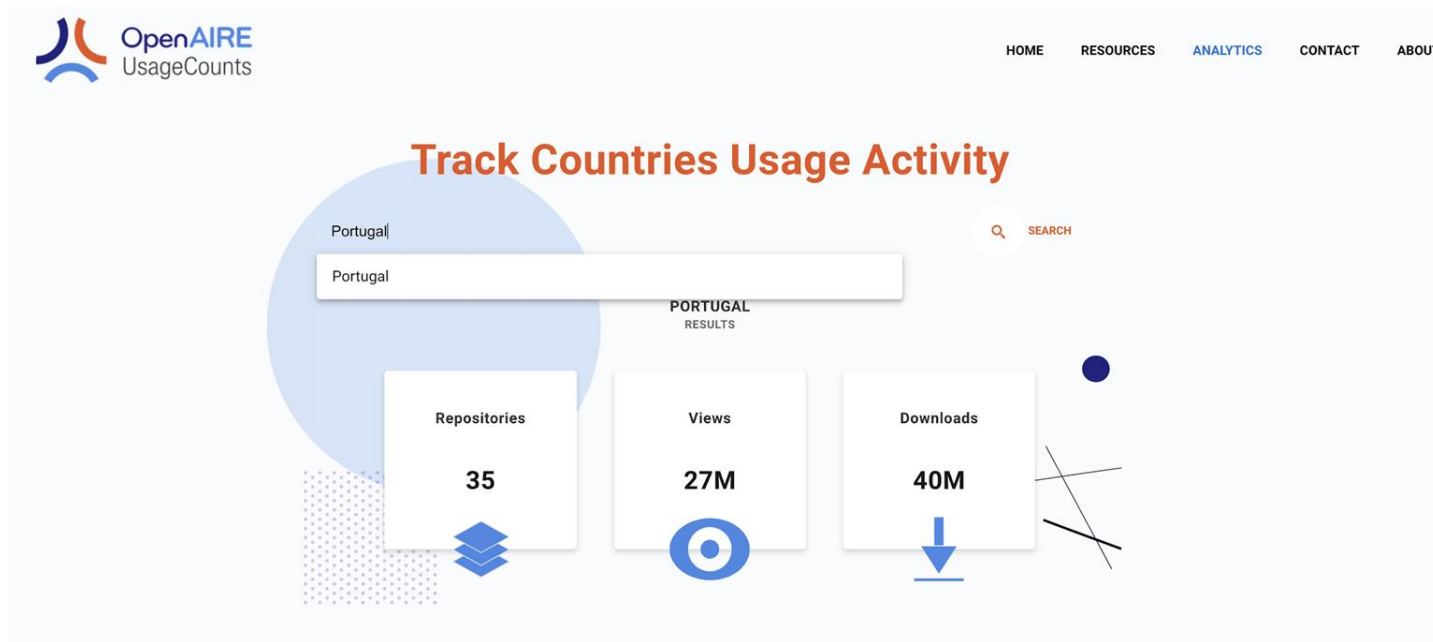 OpenAIRE
UsageCounts
HOME RESOURCES ANALYTICS CONTACT ABOU
Track Countries Usage Activity
Portugal
SEARCH
Portugal
PORTUGAL
RESULTS
Repositories Views Downloads
35 27M 40M